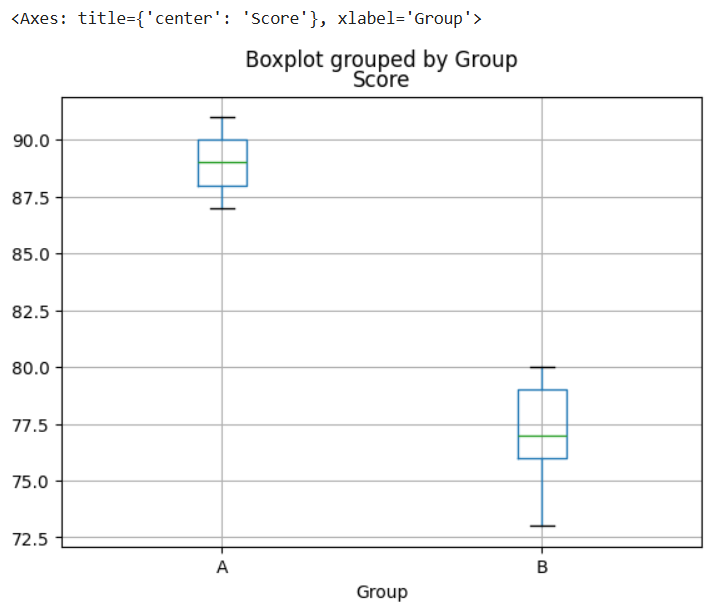 <Axes: title={'center': 'Score'}, xlabel='Group'>
Boxplot grouped by Group
Score
90.0
87.5
85.0
82.5
80.0
77.5
75.0
72.5
A B
Group